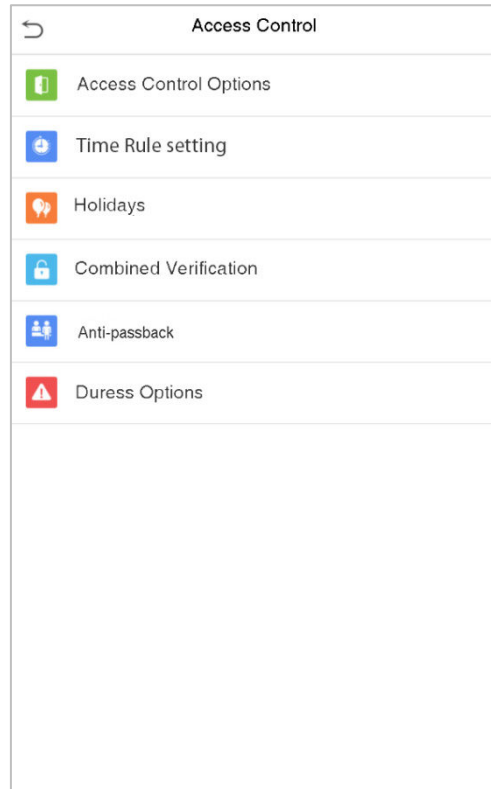 Access Control
Access Control Options
Time Rule setting
Holidays
Combined Verification
Anti-passback
Duress Options